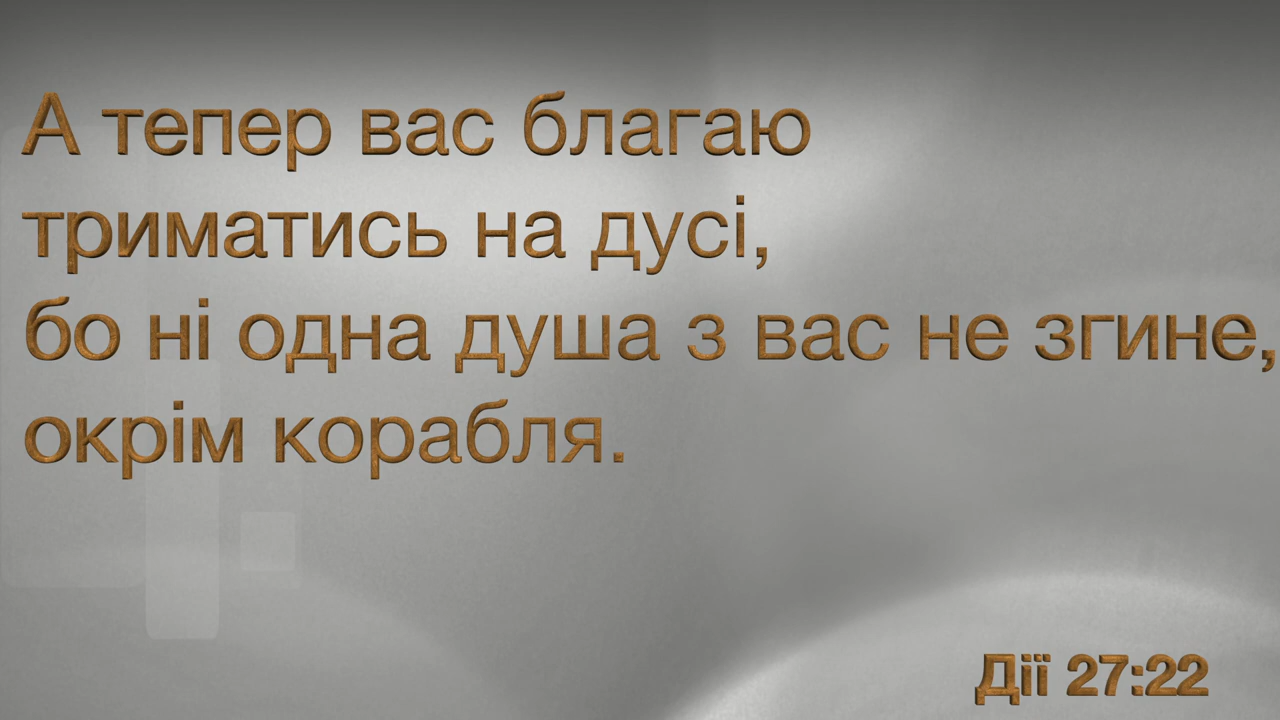 А тепер вас благаю
триматись на дусі,
бо ні одна душа з вас не згине,
окрім корабля.
Дії 27:22